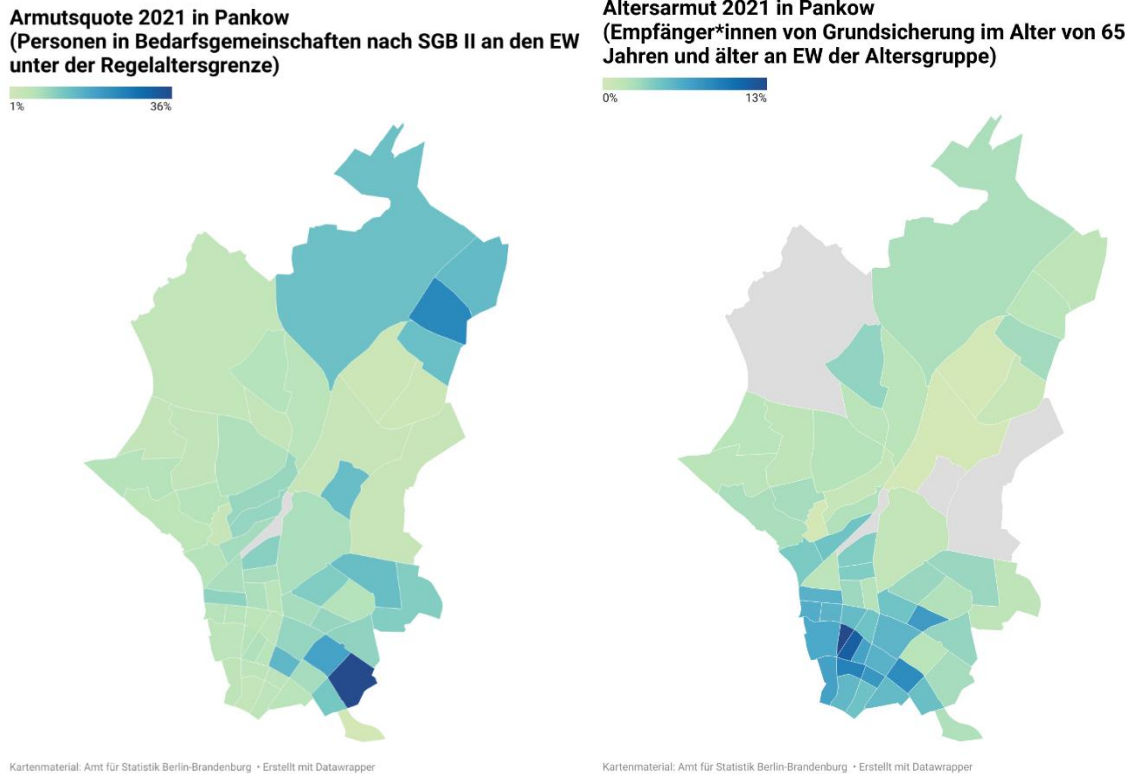 Armutsquote 2021 in Pankow
(Personen in Bedarfsgemeinschaften nach SGB II an den EW
unter der Regelaltersgrenze)
1% 36%
Kartenmaterial: Amt für Statistik Berlin-Brandenburg • Erstellt mit Datawrapper
Altersarmut 2021 in Pankow
(Empfänger*innen von Grundsicherung im Alter von 65
Jahren und älter an EW der Altersgruppe)
0% 13%
Kartenmaterial: Amt für Statistik Berlin-Brandenburg • Erstellt mit Datawrapper